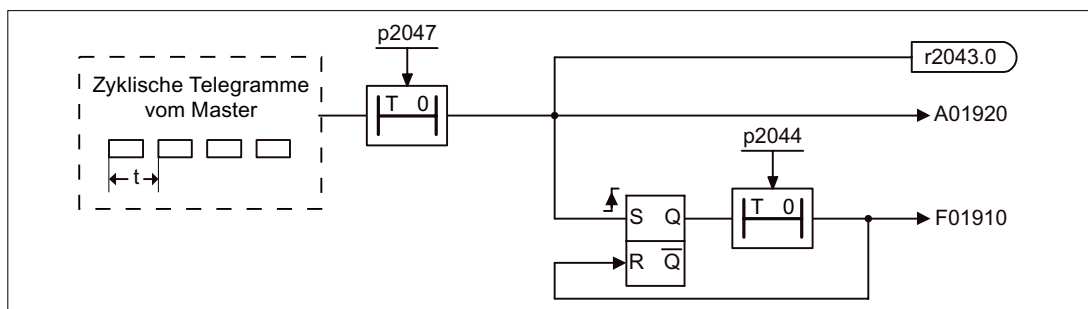 p2047
Zyklische Telegramme
vom Master
t
T 0
r2043.0
A01920
p2044
S Q
T 0
F01910
R Q̅